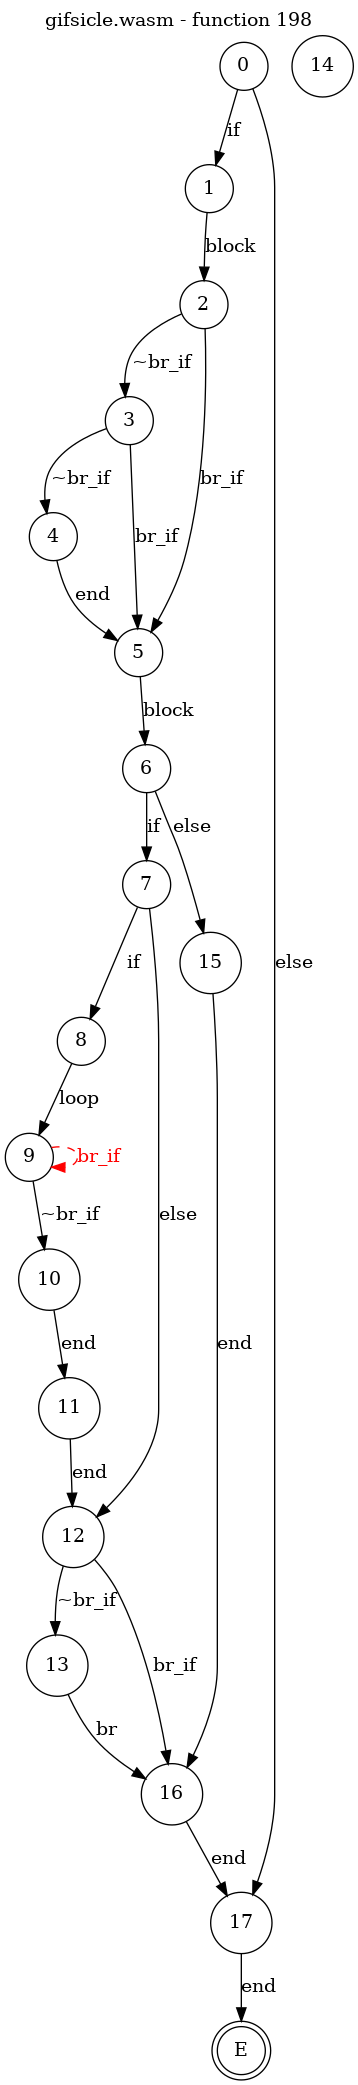 gifsicle.wasm - function 198
0
14
if
1
block
2
~br_if
3
~br_if
br_if
br_if
4
end
5
block
6
if
else
7
15
else
if
8
loop
9
br_if
else
~br_if
10
end
end
11
end
12
~br_if
13
br_if
br
16
end
17
end
E